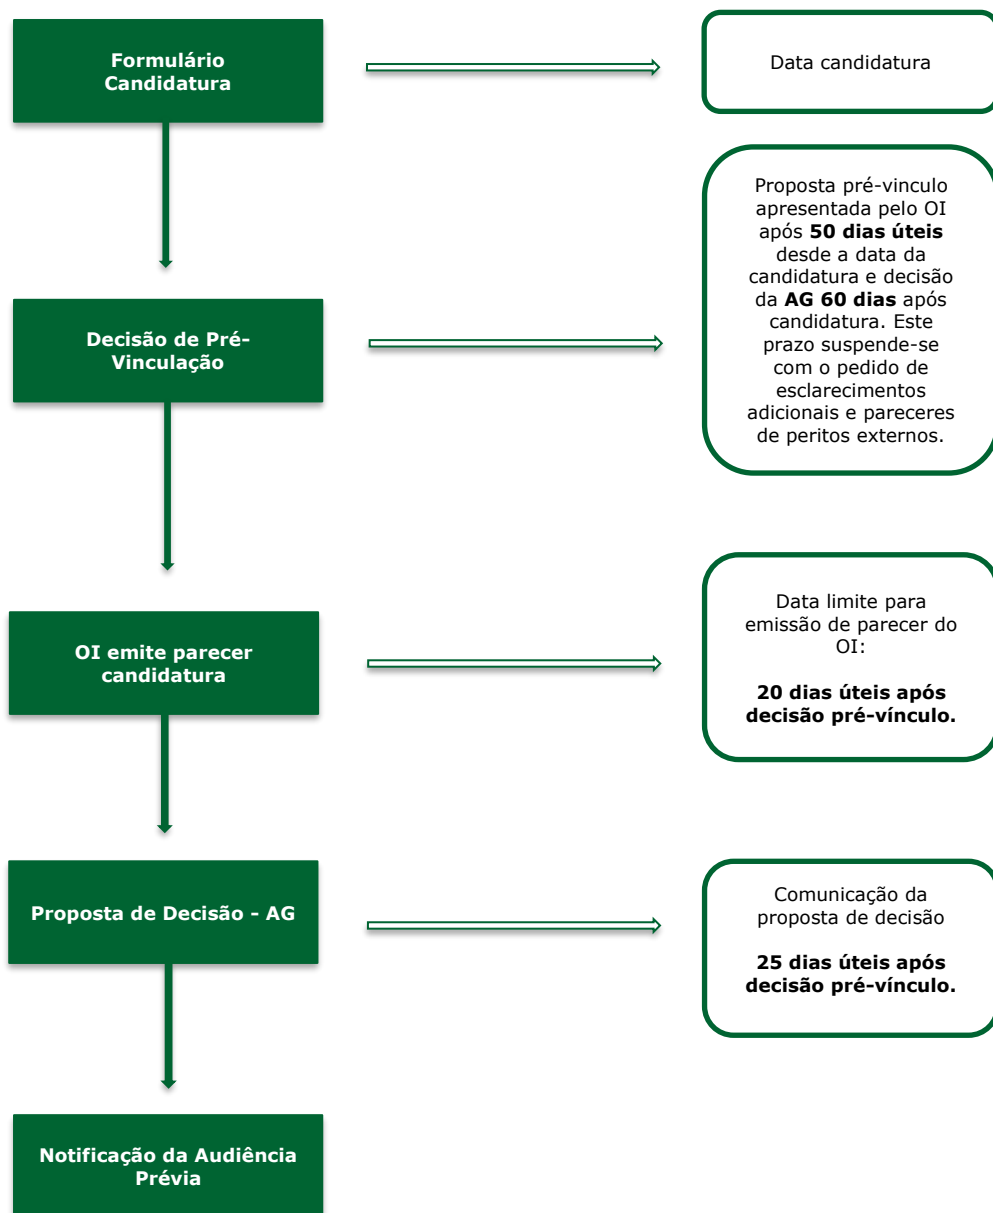 Formulário
Candidatura
Data candidatura
Proposta pré-vinculo
apresentada pelo OI
após 50 dias úteis
desde a data da
candidatura e decisão
da AG 60 dias após
candidatura. Este
prazo suspende-se
com o pedido de
esclarecimentos
adicionais e pareceres
de peritos externos.
Decisão de Pré-
Vinculação
Data limite para
emissão de parecer do
OI:
20 dias úteis após
decisão pré-vínculo.
OI emite parecer
candidatura
Proposta de Decisão - AG
Comunicação da
proposta de decisão
25 dias úteis após
decisão pré-vínculo.
Notificação da Audiência
Prévia